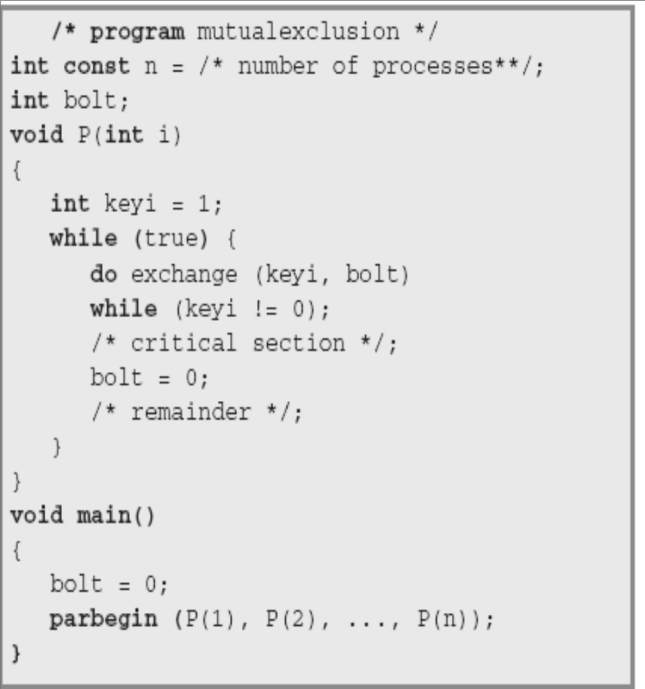 /* program mutualexclusion */
int const n = /* number of processes**/;
int bolt;
void P(int i)
{
int keyi = 1;
while (true) {
do exchange (keyi, bolt)
while (keyi != 0);
/* critical section */;
bolt = 0;
/* remainder */;
}
}
void main()
{
bolt = 0;
parbegin (P(1), P(2), ..., P(n));
}